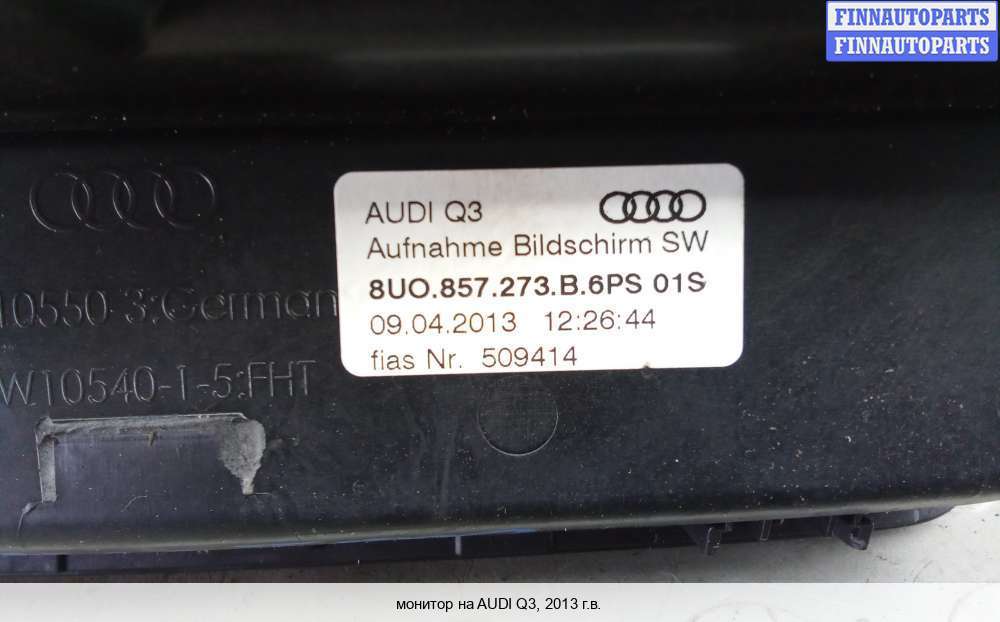 FINNAUTOPARTS
FINNAUTOPARTS
AUDI Q3
Aufnahme Bildschirm SW
8UO.857.273.B.6PS 01S
09.04.2013 12:26:44
fias Nr. 509414
10550-3:German
W10540-1-5:FHT
монитор на AUDI Q3, 2013 г.в.